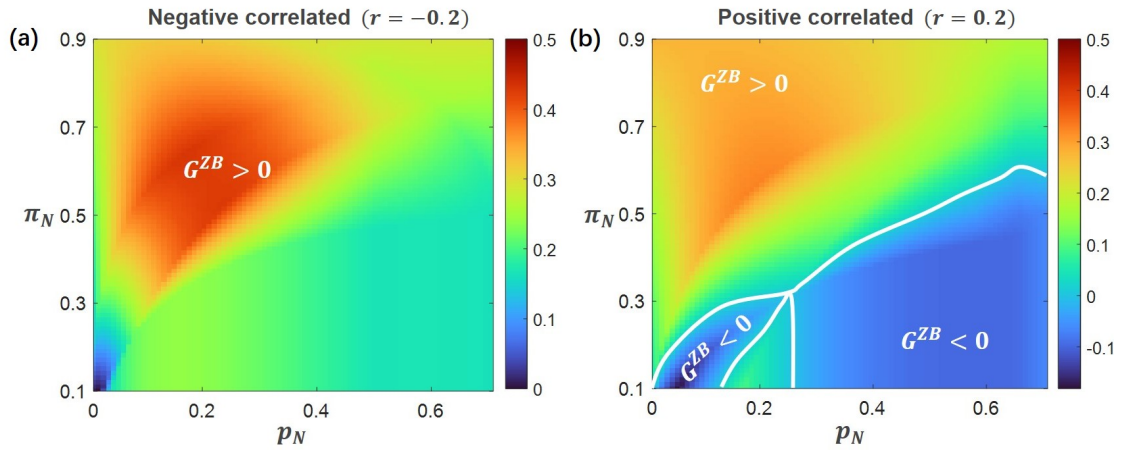 Negative correlated (r = −0.2)
(a)
0.9
0.7
0.5
0.3
0.1
π_N
G^{ZB} > 0
0
0.2
0.4
0.6
p_N
0.5
0.4
0.3
0.2
0.1
0
Positive correlated (r = 0.2)
(b)
0.9
0.7
0.5
0.3
0.1
G^{ZB} > 0
G^{ZB} < 0
G^{ZB} < 0
0
0.2
0.4
0.6
p_N
0.5
0.4
0.3
0.2
0.1
0
-0.1